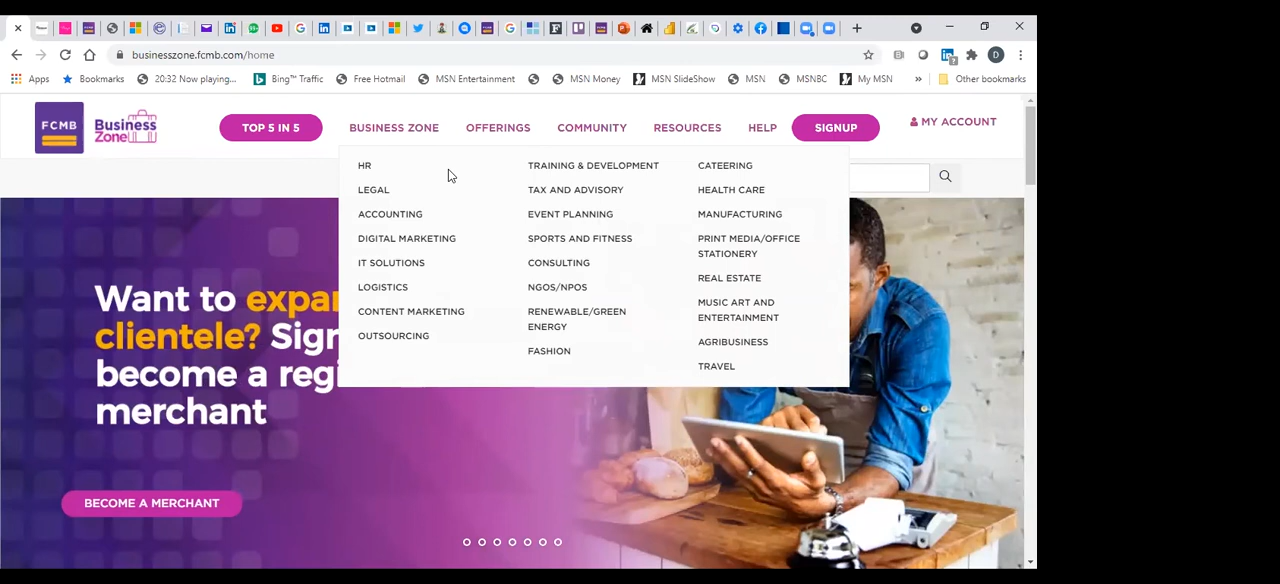 businesszone.fcmb.com/home
D
Apps
Bookmarks
20:32 Now playing...
Bing™ Traffic
Free Hotmail
MSN Entertainment
MSN Money
MSN SlideShow
MSN
MSNBC
My MSN
»
Other bookmarks
FCMB
Business
Zone
TOP 5 IN 5
BUSINESS ZONE
OFFERINGS
COMMUNITY
RESOURCES
HELP
SIGNUP
MY ACCOUNT
HR
LEGAL
ACCOUNTING
DIGITAL MARKETING
IT SOLUTIONS
LOGISTICS
CONTENT MARKETING
OUTSOURCING
TRAINING & DEVELOPMENT
TAX AND ADVISORY
EVENT PLANNING
SPORTS AND FITNESS
CONSULTING
NGOS/NPOS
RENEWABLE/GREEN
ENERGY
FASHION
CATEERING
HEALTH CARE
MANUFACTURING
PRINT MEDIA/OFFICE
STATIONERY
REAL ESTATE
MUSIC ART AND
ENTERTAINMENT
AGRIBUSINESS
TRAVEL
Want to expa
clientele? Sign
become a regi
merchant
BECOME A MERCHANT